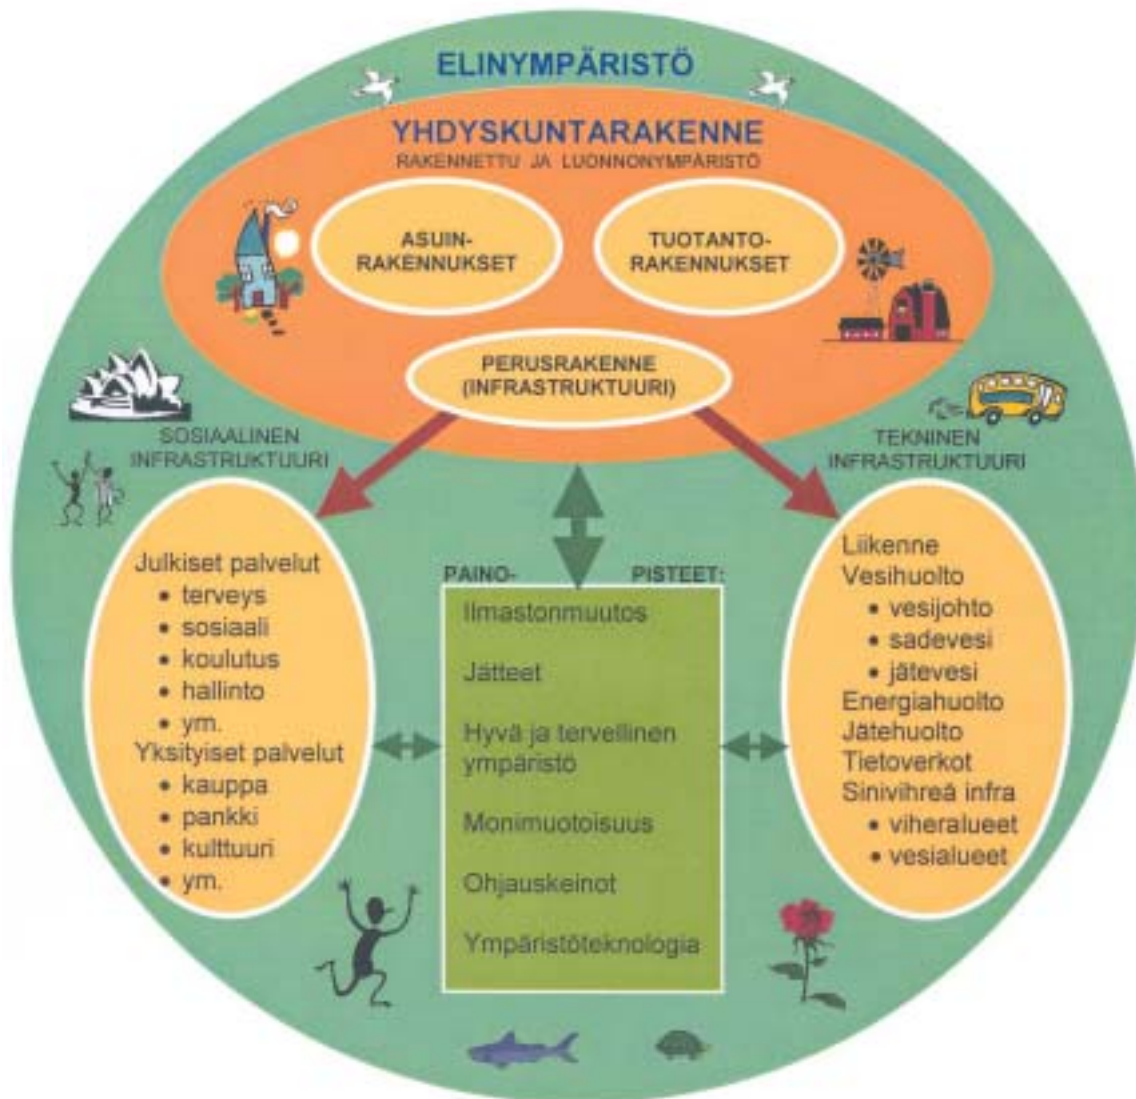 ELINYMPÄRISTÖ
YHDYSKUNTARAKENNE
RAKENNETTU JA LUONNONYMPÄRISTÖ
ASUIN-
RAKENNUKSET
TUOTANTO-
RAKENNUKSET
PERUSRAKENNE
(INFRASTRUKTUURI)
SOSIAALINEN
INFRASTRUKTUURI
TEKNINEN
INFRASTRUKTUURI
Julkiset palvelut
• terveys
• sosiaali
• koulutus
• hallinto
• ym.
Yksityiset palvelut
• kauppa
• pankki
• kulttuuri
• ym.
PAINO- PISTEET:
Ilmastonmuutos
Jätteet
Hyvä ja tervellinen
ympäristö
Monimuotoisuus
Ohjauskeinot
Ympäristöteknologia
Liikenne
Vesihuolto
• vesijohto
• sadevesi
• jätevesi
Energiahuolto
Jätehuolto
Tietoverkot
Sinivihreä infra
• viheralueet
• vesialueet